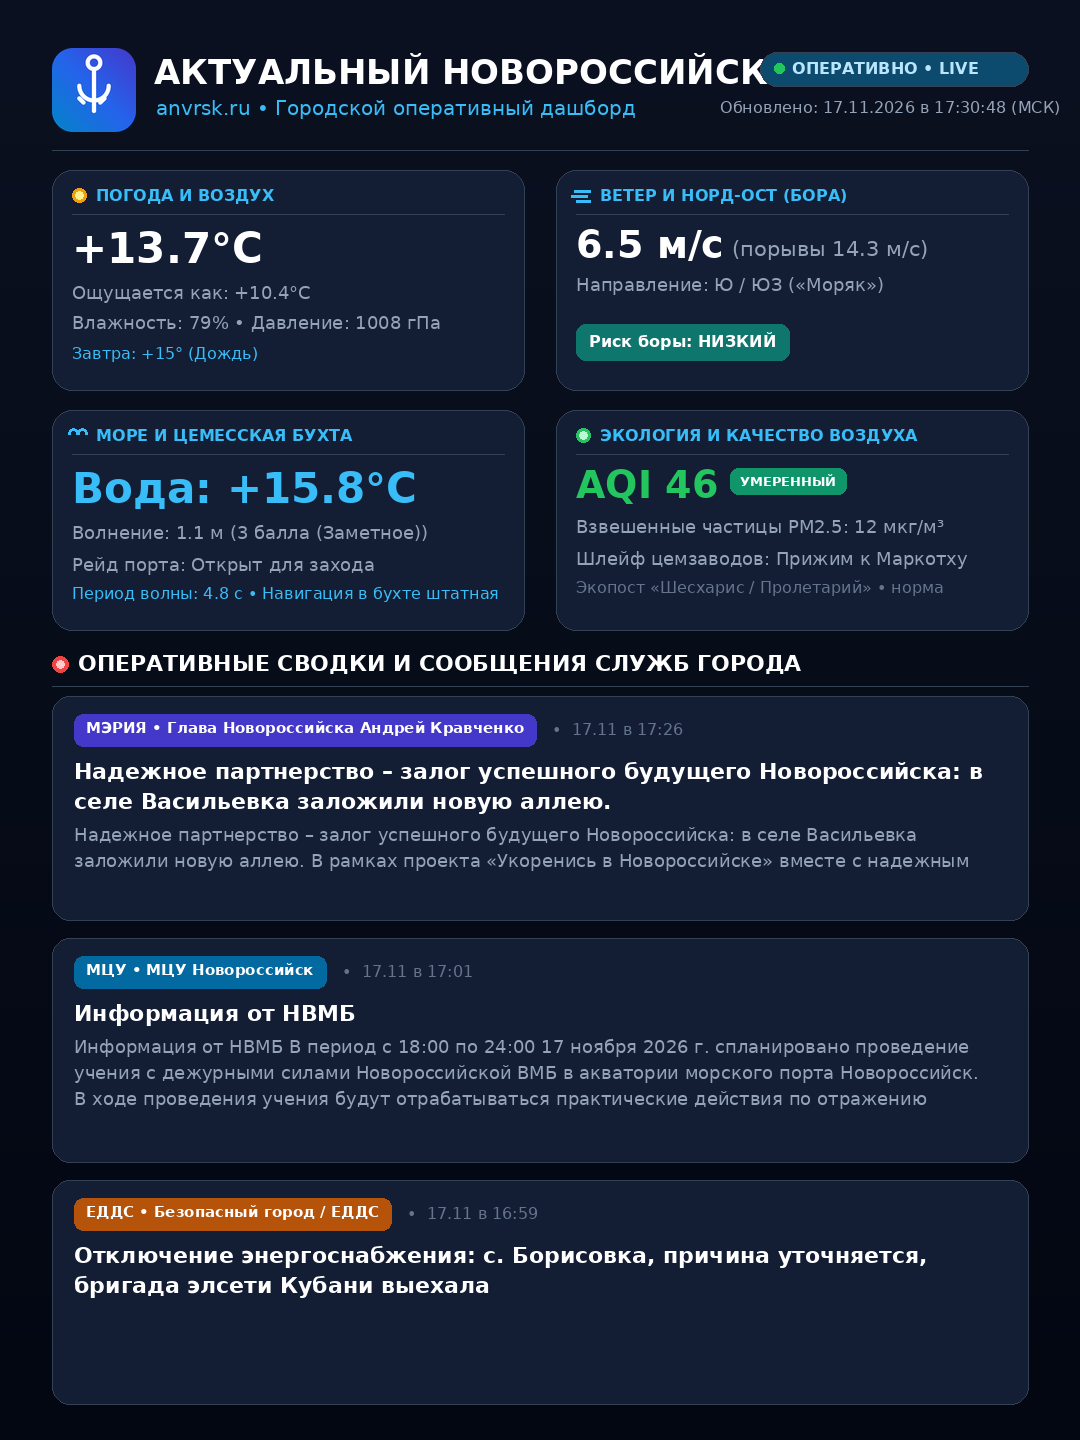 АКТУАЛЬНЫЙ НОВОРОССИЙСК
ОПЕРАТИВНО • LIVE
anvrsk.ru • Городской оперативный дашборд
Обновлено: 17.11.2026 в 17:30:48 (МСК)
ПОГОДА И ВОЗДУХ
+13.7°C
Ощущается как: +10.4°C
Влажность: 79% • Давление: 1008 гПа
Завтра: +15° (Дождь)
ВЕТЕР И НОРД-ОСТ (БОРА)
6.5 м/с (порывы 14.3 м/с)
Направление: Ю / ЮЗ («Моряк»)
Риск боры: НИЗКИЙ
МОРЕ И ЦЕМЕССКАЯ БУХТА
Вода: +15.8°C
Волнение: 1.1 м (3 балла (Заметное))
Рейд порта: Открыт для захода
Период волны: 4.8 с • Навигация в бухте штатная
ЭКОЛОГИЯ И КАЧЕСТВО ВОЗДУХА
AQI 46 УМЕРЕННЫЙ
Взвешенные частицы PM2.5: 12 мкг/м³
Шлейф цемзаводов: Прижим к Маркотху
Экопост «Шесхарис / Пролетарий» • норма
ОПЕРАТИВНЫЕ СВОДКИ И СООБЩЕНИЯ СЛУЖБ ГОРОДА
МЭРИЯ • Глава Новороссийска Андрей Кравченко • 17.11 в 17:26
Надежное партнерство – залог успешного будущего Новороссийска: в
селе Васильевка заложили новую аллею.
Надежное партнерство – залог успешного будущего Новороссийска: в селе Васильевка
заложили новую аллею. В рамках проекта «Укоренись в Новороссийске» вместе с надежным
МЦУ • МЦУ Новороссийск • 17.11 в 17:01
Информация от НВМБ
Информация от НВМБ В период с 18:00 по 24:00 17 ноября 2026 г. спланировано проведение
учения с дежурными силами Новороссийской ВМБ в акватории морского порта Новороссийск.
В ходе проведения учения будут отрабатываться практические действия по отражению
ЕДДС • Безопасный город / ЕДДС • 17.11 в 16:59
Отключение энергоснабжения: с. Борисовка, причина уточняется,
бригада элсети Кубани выехала